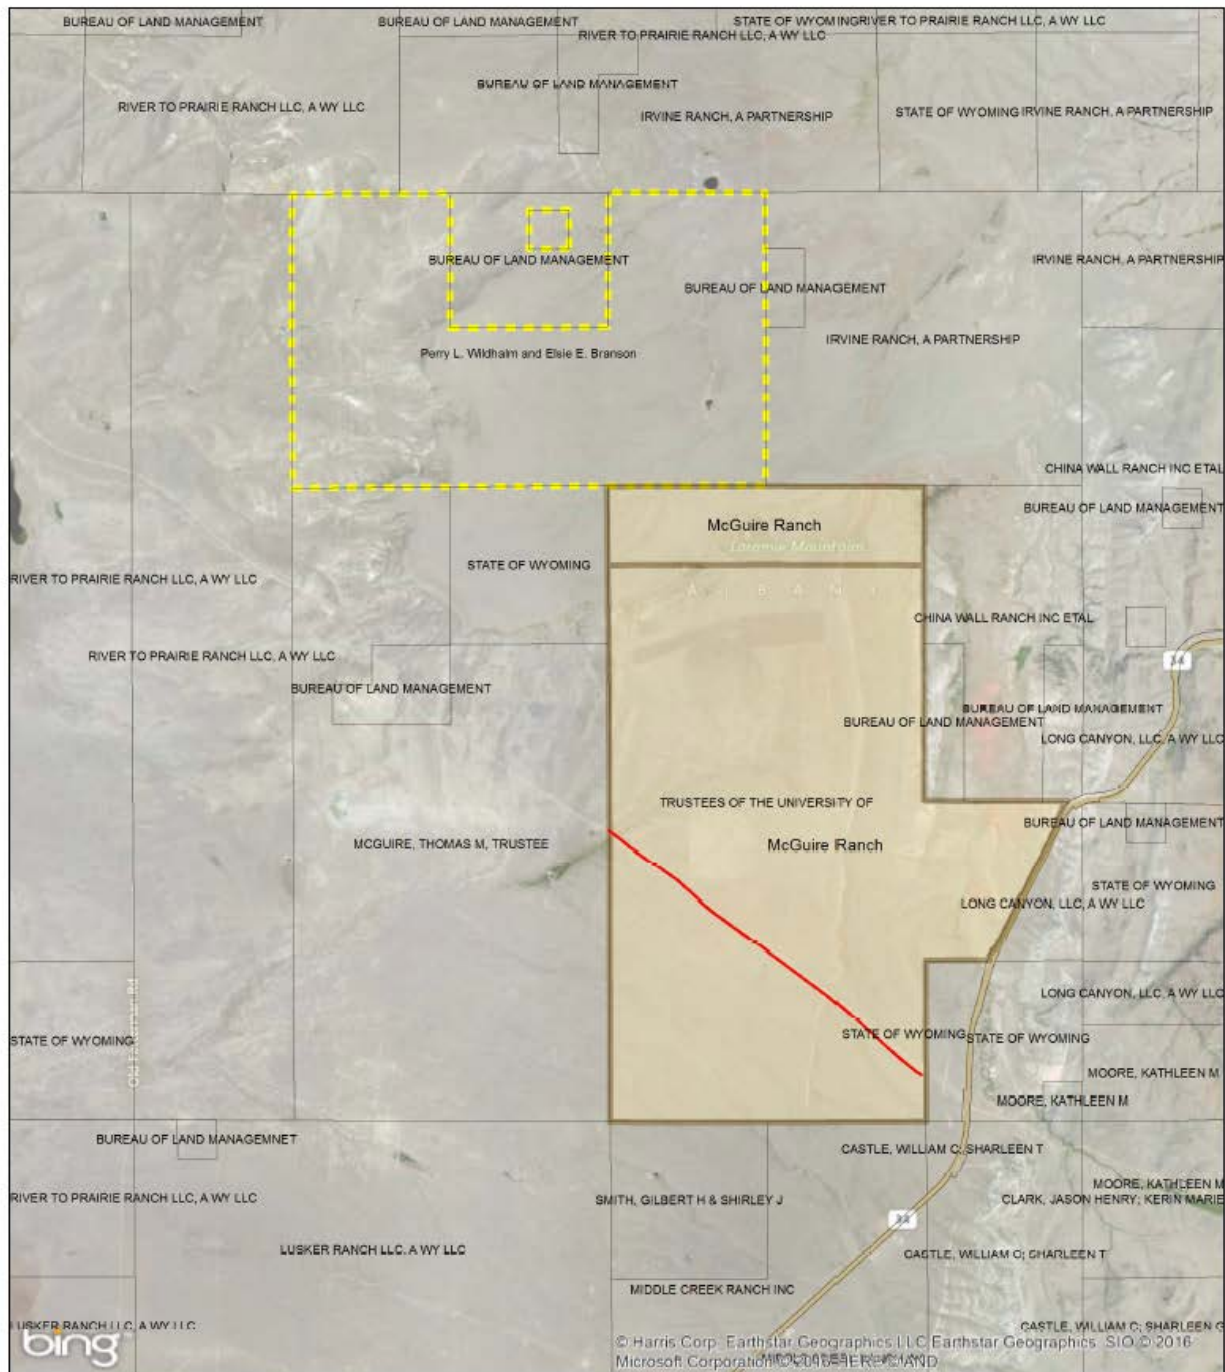 BUREAU OF LAND MANAGEMENT
BUREAU OF LAND MANAGEMENT
STATE OF WYOMING
RIVER TO PRAIRIE RANCH LLC, A WY LLC
RIVER TO PRAIRIE RANCH LLC, A WY LLC
BUREAU OF LAND MANAGEMENT
RIVER TO PRAIRIE RANCH LLC, A WY LLC
IRVINE RANCH, A PARTNERSHIP
STATE OF WYOMING
IRVINE RANCH, A PARTNERSHIP
BUREAU OF LAND MANAGEMENT
IRVINE RANCH, A PARTNERSHIP
BUREAU OF LAND MANAGEMENT
IRVINE RANCH, A PARTNERSHIP
Perry L. Wildhalm and Elsie E. Branson
CHINA WALL RANCH INC ETAL
BUREAU OF LAND MANAGEMENT
McGuire Ranch
Laramie Mountains
STATE OF WYOMING
RIVER TO PRAIRIE RANCH LLC, A WY LLC
A L B A N Y
CHINA WALL RANCH INC ETAL
RIVER TO PRAIRIE RANCH LLC, A WY LLC
34
BUREAU OF LAND MANAGEMENT
BUREAU OF LAND MANAGEMENT
BUREAU OF LAND MANAGEMENT
LONG CANYON, LLC, A WY LLC
TRUSTEES OF THE UNIVERSITY OF
BUREAU OF LAND MANAGEMENT
MCGUIRE, THOMAS M, TRUSTEE
McGuire Ranch
STATE OF WYOMING
LONG CANYON, LLC, A WY LLC
LONG CANYON, LLC, A WY LLC
STATE OF WYOMING
STATE OF WYOMING
STATE OF WYOMING
MOORE, KATHLEEN M
MOORE, KATHLEEN M
BUREAU OF LAND MANAGEMNET
CASTLE, WILLIAM C; SHARLEEN T
MOORE, KATHLEEN M
RIVER TO PRAIRIE RANCH LLC, A WY LLC
SMITH, GILBERT H & SHIRLEY J
CLARK, JASON HENRY; KERIN MARIE
LUSKER RANCH LLC, A WY LLC
CASTLE, WILLIAM C; SHARLEEN T
MIDDLE CREEK RANCH INC
LUSKER RANCH LLC, A WY LLC
CASTLE, WILLIAM C; SHARLEEN G
bing
© Harris Corp, Earthstar Geographics LLC Earthstar Geographics SIO © 2016
Microsoft Corporation © 2016 HERE © AND